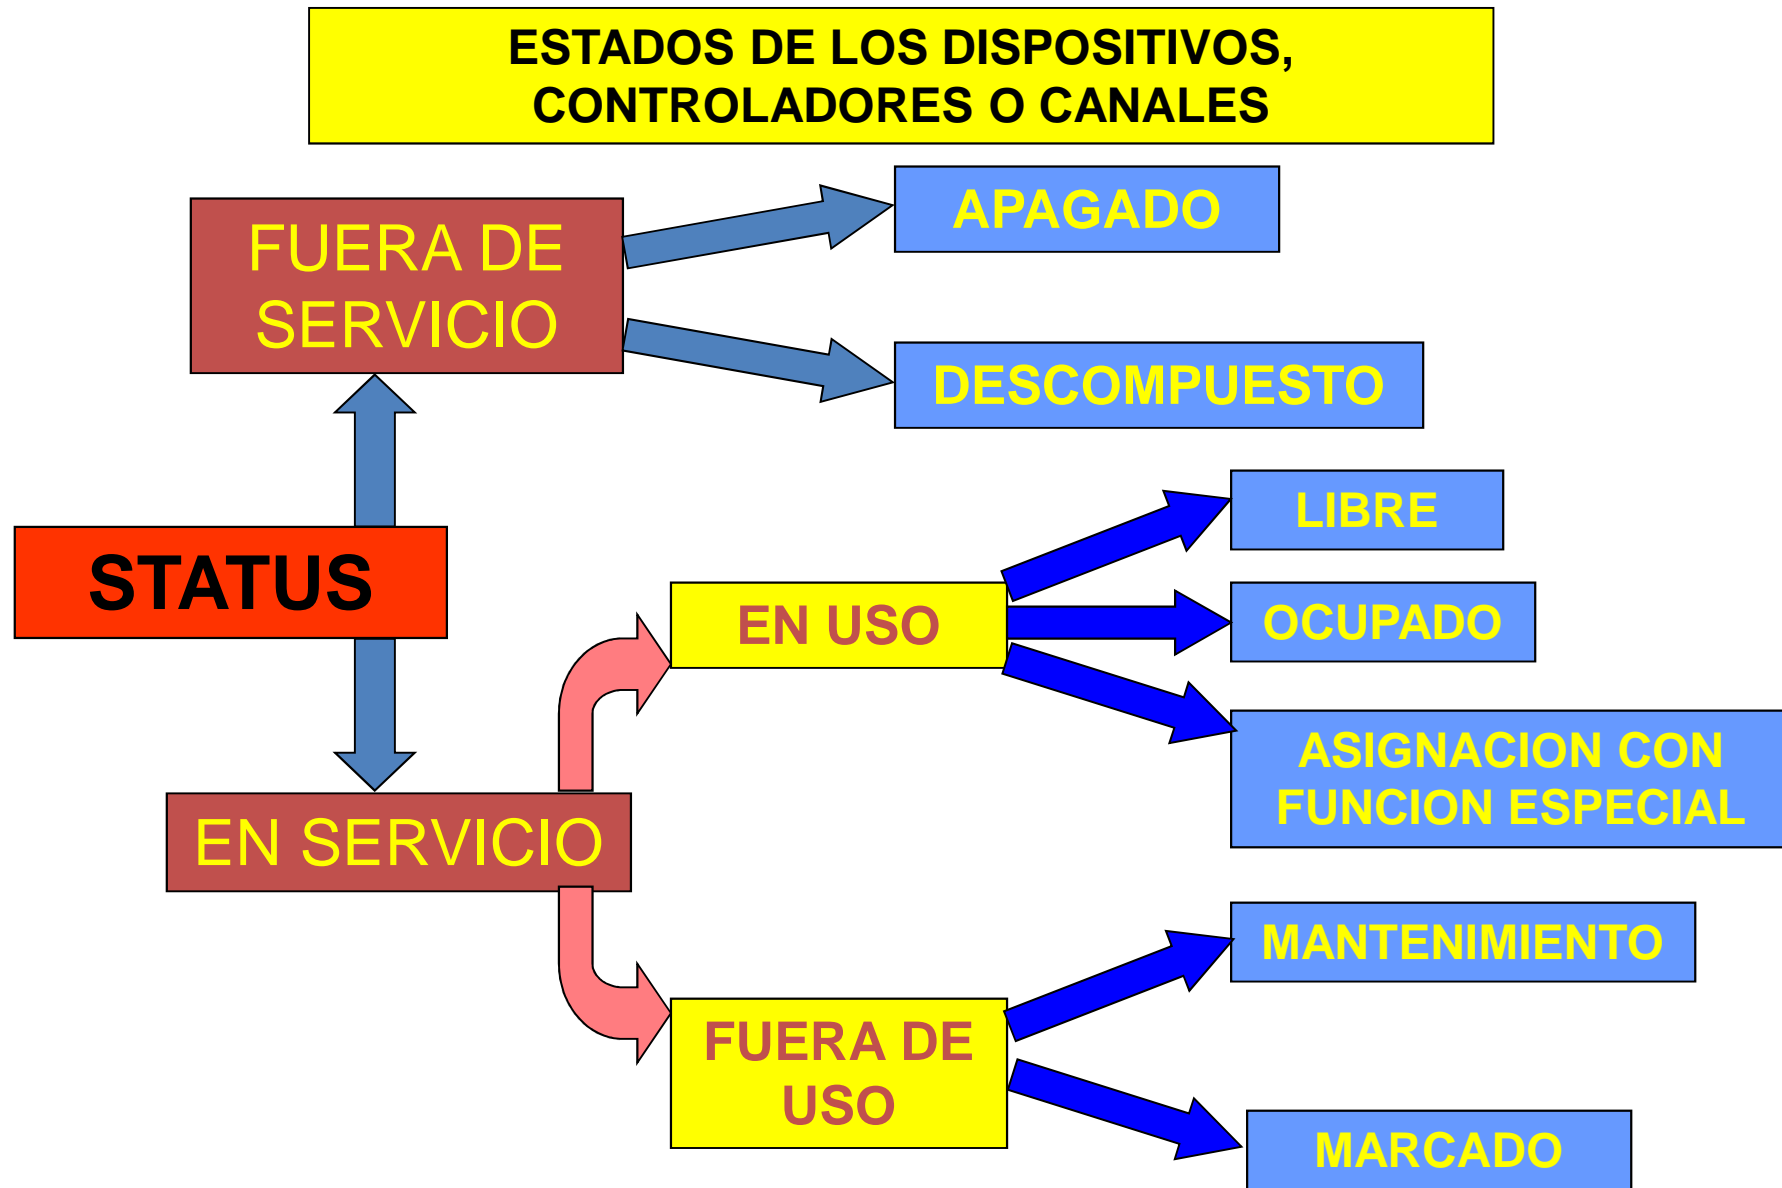 ESTADOS DE LOS DISPOSITIVOS,
CONTROLADORES O CANALES
FUERA DE
SERVICIO
APAGADO
DESCOMPUESTO
STATUS
EN SERVICIO
EN USO
LIBRE
OCUPADO
ASIGNACION CON
FUNCION ESPECIAL
FUERA DE
USO
MANTENIMIENTO
MARCADO